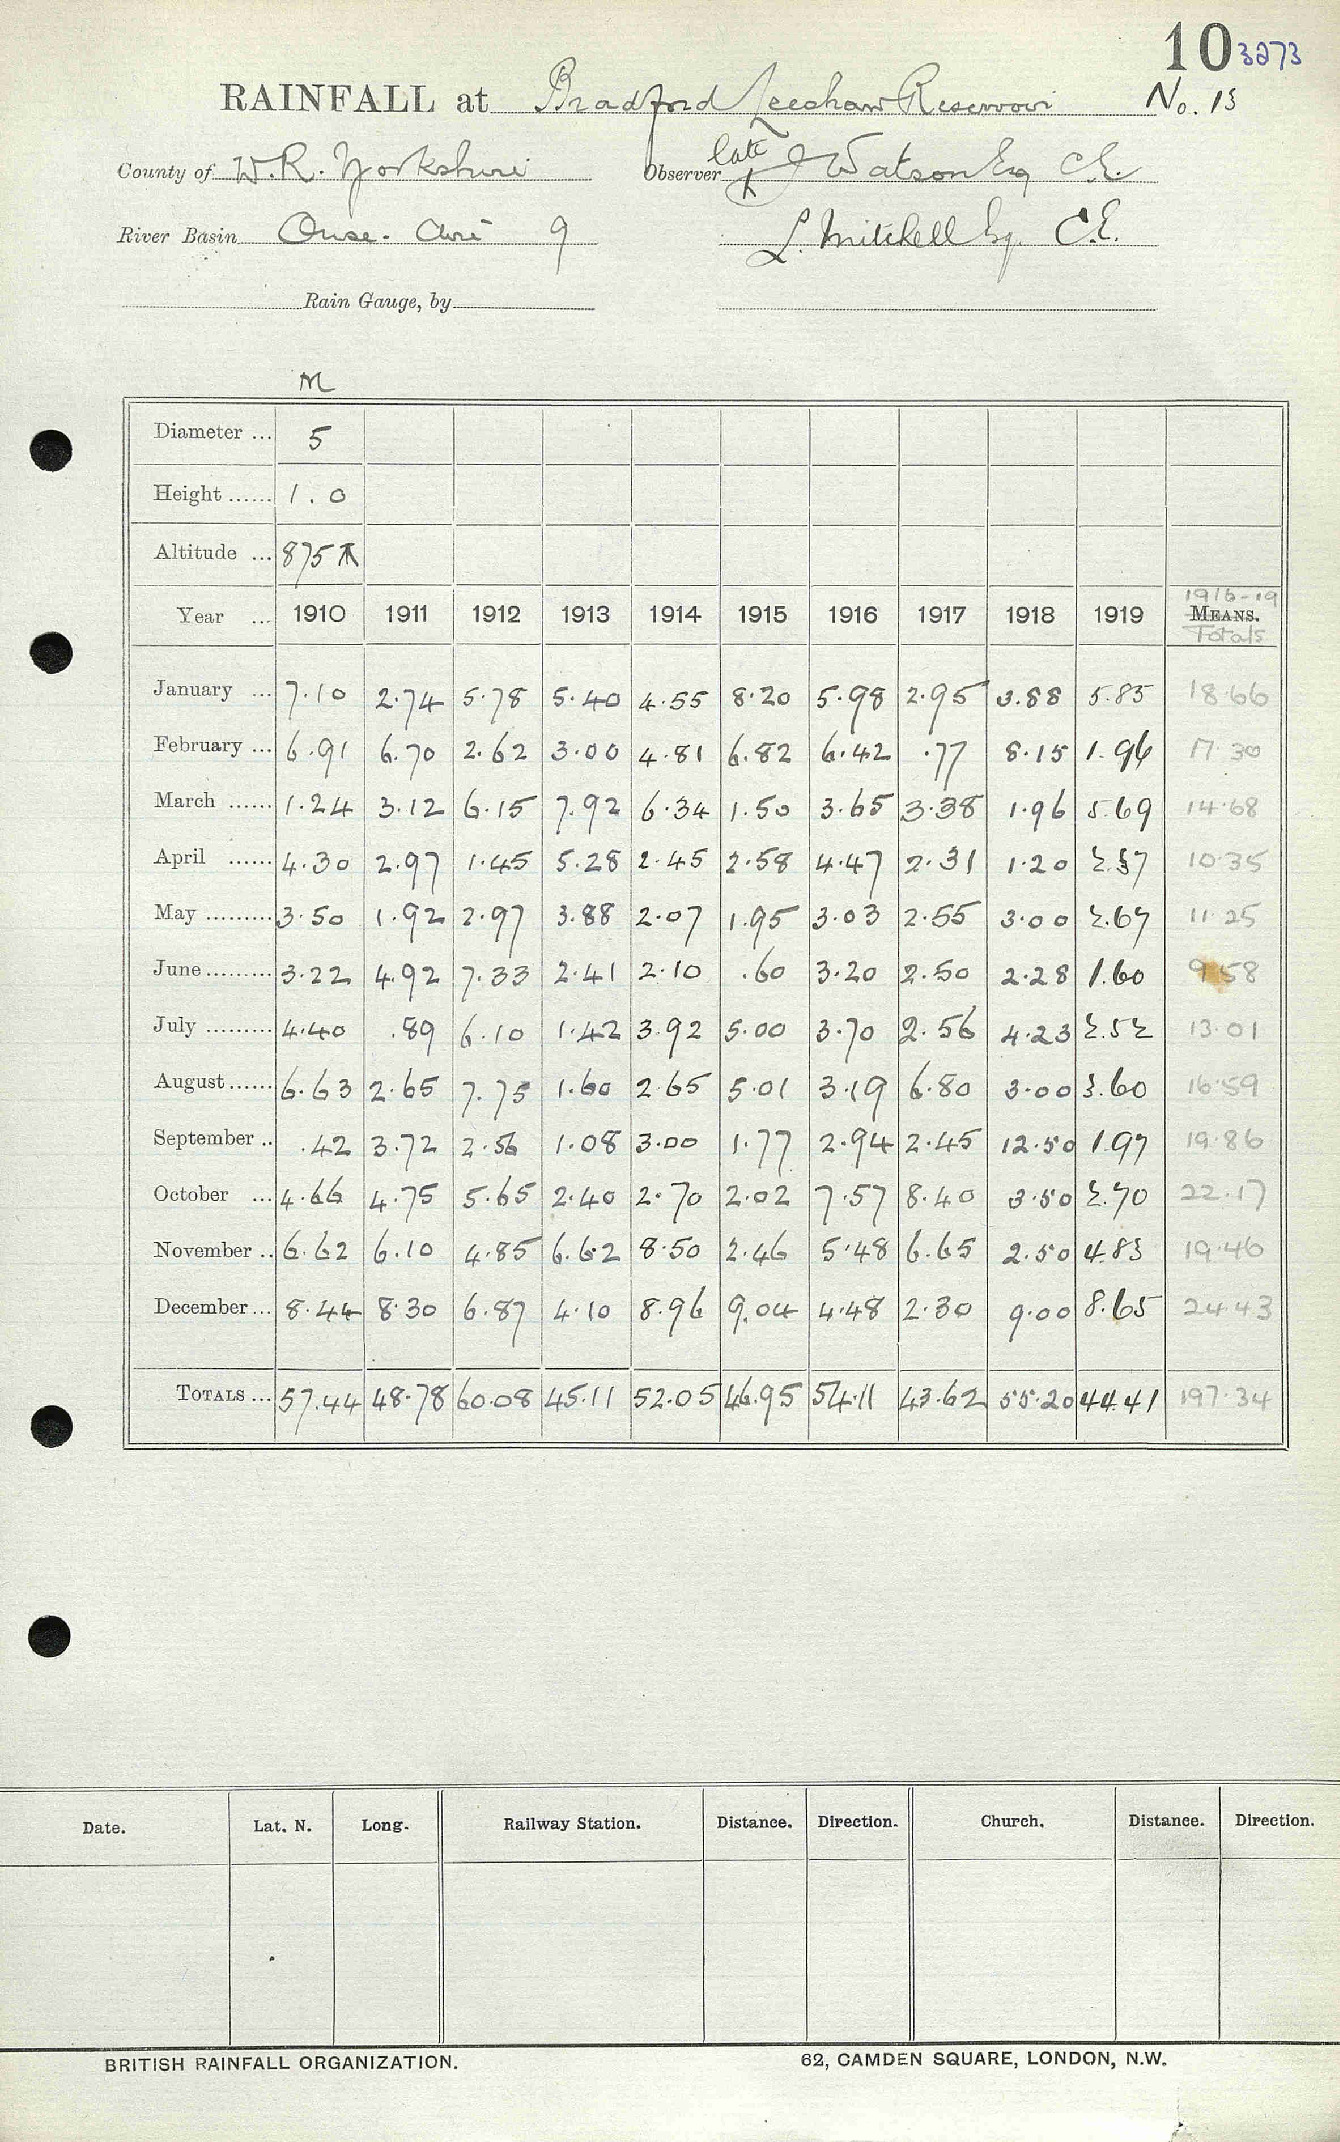 10 3273
RAINFALL at Bradford Leeshaw Reservoir No. 13
County of W.R. Yorkshire Observer late J Watson Esq C.E.
River Basin Ouse. Aire 9 L. Mitchell Esq. C.E.
Rain Gauge, by
M
Diameter ... 5
Height ...... 1.0
Altitude ... 875
1916-19
Year ... 1910 1911 1912 1913 1914 1915 1916 1917 1918 1919 MEANS.
Totals
January ... 7.10 2.74 5.78 5.40 4.55 8.20 5.98 2.95 3.88 5.85 18.66
February ... 6.91 6.70 2.62 3.00 4.81 6.82 6.42 .77 8.15 1.96 17.30
March ...... 1.24 3.12 6.15 7.92 6.34 1.50 3.65 3.38 1.96 5.69 14.68
April ...... 4.30 2.97 1.45 5.28 2.45 2.58 4.47 2.31 1.20 2.37 10.35
May ......... 3.50 1.92 2.97 3.88 2.07 1.95 3.03 2.55 3.00 2.67 11.25
June ......... 3.22 4.92 7.33 2.41 2.10 .60 3.20 2.50 2.28 1.60 9.58
July ......... 4.40 .89 6.10 1.42 3.92 5.00 3.70 2.56 4.23 2.52 13.01
August ...... 6.63 2.65 7.75 1.60 2.65 5.01 3.19 6.80 3.00 3.60 16.59
September .. .42 3.72 2.56 1.08 3.00 1.77 2.94 2.45 12.50 1.97 19.86
October ... 4.66 4.75 5.65 2.40 2.70 2.02 7.57 8.40 3.50 2.70 22.17
November .. 6.62 6.10 4.85 6.62 8.50 2.46 5.48 6.65 2.50 4.83 19.46
December ... 8.44 8.30 6.87 4.10 8.96 9.04 4.48 2.30 9.00 8.65 24.43
TOTALS ... 57.44 48.78 60.08 45.11 52.05 46.95 54.11 43.62 55.20 44.41 197.34
Date. Lat. N. Long. Railway Station. Distance. Direction. Church. Distance. Direction.
BRITISH RAINFALL ORGANIZATION. 62, CAMDEN SQUARE, LONDON, N.W.